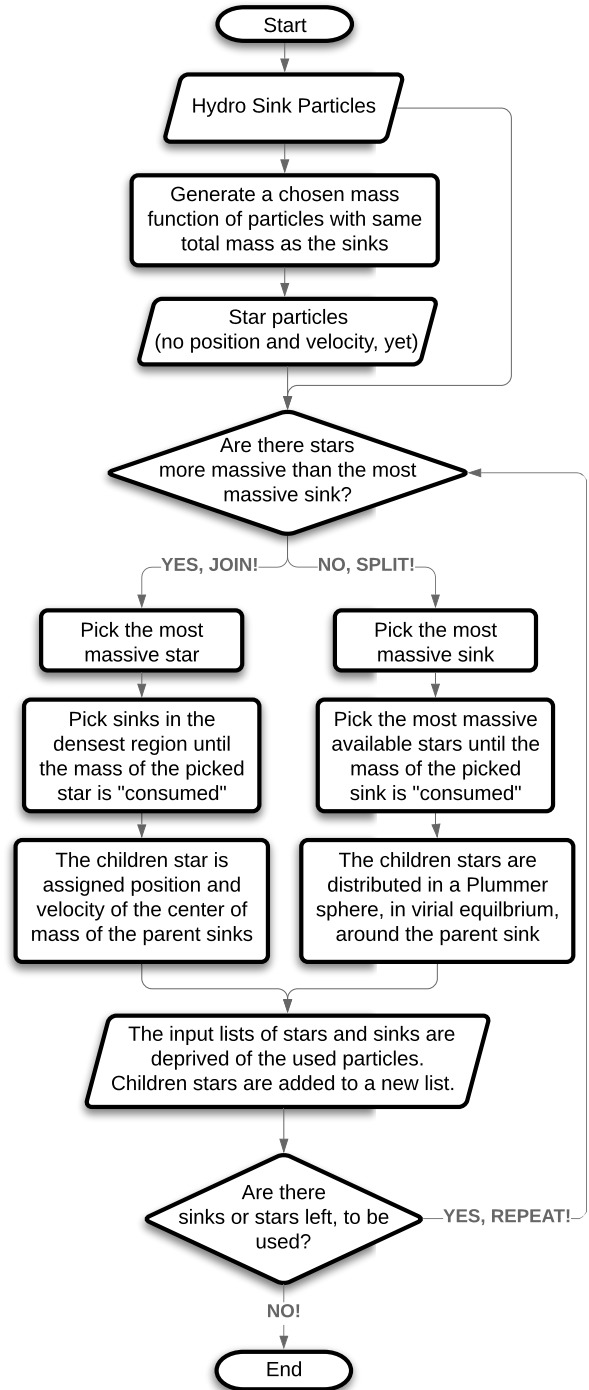 Start
Hydro Sink Particles
Generate a chosen mass
function of particles with same
total mass as the sinks
Star particles
(no position and velocity, yet)
Are there stars
more massive than the most
massive sink?
YES, JOIN!
NO, SPLIT!
Pick the most
massive star
Pick the most
massive sink
Pick sinks in the
densest region until
the mass of the picked
star is "consumed"
Pick the most massive
available stars until the
mass of the picked
sink is "consumed"
The children star is
assigned position and
velocity of the center of
mass of the parent sinks
The children stars are
distributed in a Plummer
sphere, in virial equilbrium,
around the parent sink
The input lists of stars and sinks are
deprived of the used particles.
Children stars are added to a new list.
Are there
sinks or stars left, to be
used?
YES, REPEAT!
NO!
End